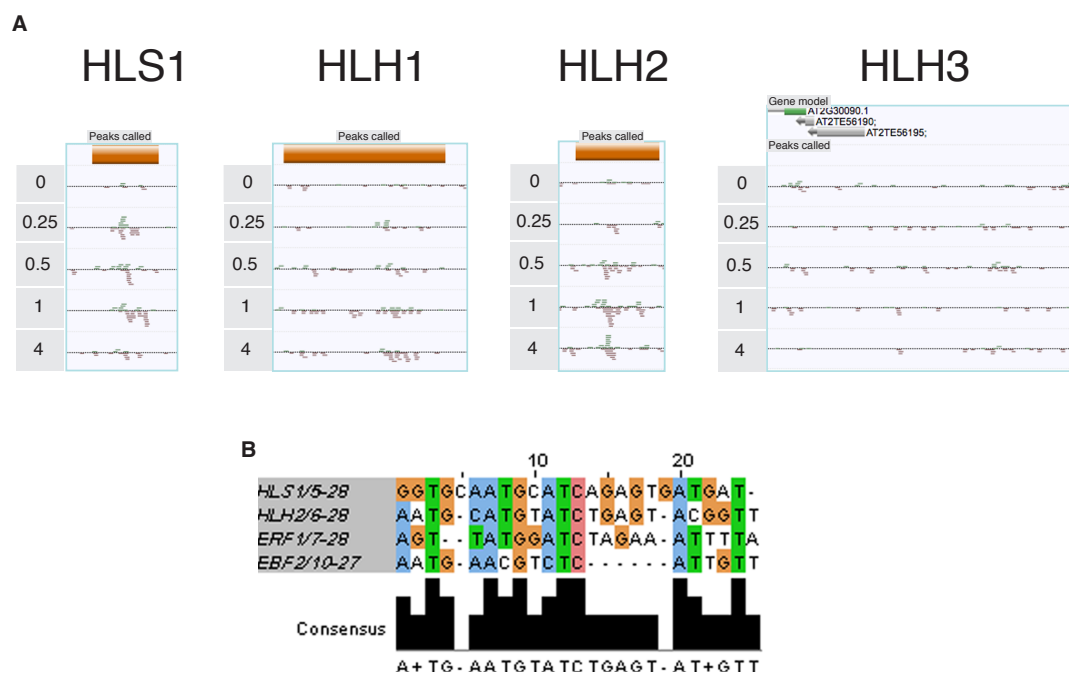 A
HLS1 HLH1 HLH2 HLH3
Gene model
AT2G30090.1
AT2TE56190;
AT2TE56195;
Peaks called Peaks called Peaks called Peaks called
0 0 0 0
0.25 0.25 0.25 0.25
0.5 0.5 0.5 0.5
1 1 1 1
4 4 4 4
B
10 20
HLS1/5-28 GGTGCAATGCATCAGAGTGATGAT-
HLH2/6-28 AATG-CATGTATCTGAGT-ACGGTT
ERF1/7-28 AGT--TATGGATCTAGAA-ATTTTA
EBF2/10-27 AATG-AACGTCTC------ATTGTT
Consensus
A+TG-AATGTATCTGAGT-AT+GTT